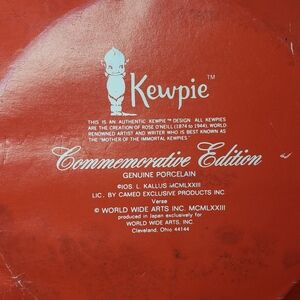 Kewpie™
THIS IS AN AUTHENTIC KEWPIE™ DESIGN. ALL KEWPIES
ARE THE CREATION OF ROSE O'NEILL (1874 to 1944), WORLD
RENOWNED ARTIST AND WRITER WHO IS BEST KNOWN AS
THE "MOTHER OF THE IMMORTAL KEWPIES."
Commemorative Edition
GENUINE PORCELAIN
©JOS. L. KALLUS MCMLXXIII
LIC. BY CAMEO EXCLUSIVE PRODUCTS INC.
Verse
© WORLD WIDE ARTS INC. MCMLXXIII
produced in Japan exclusively for
WORLD WIDE ARTS, INC.
Cleveland, Ohio 44144